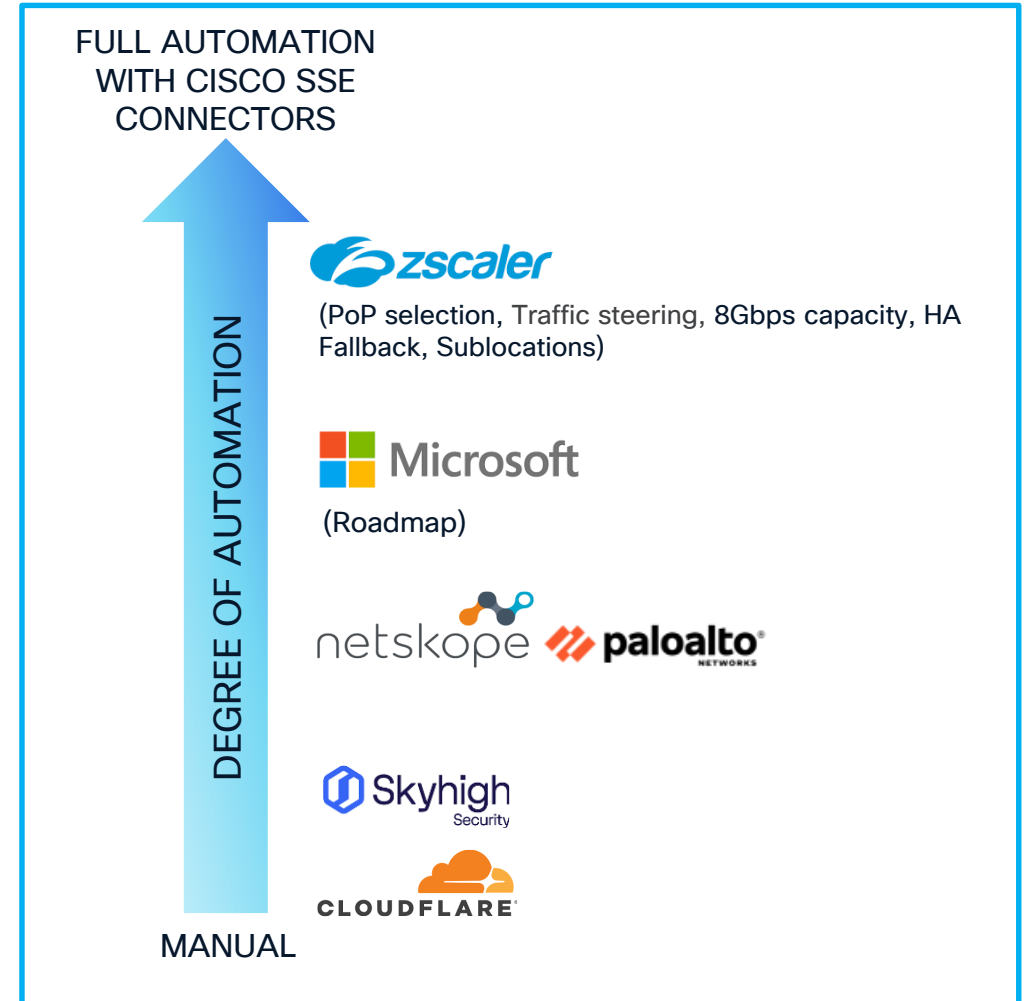 FULL AUTOMATION
WITH CISCO SSE
CONNECTORS
DEGREE OF AUTOMATION
zscaler
(PoP selection, Traffic steering, 8Gbps capacity, HA
Fallback, Sublocations)
Microsoft
(Roadmap)
netskope paloalto®
NETWORKS
Skyhigh
Security
CLOUDFLARE®
MANUAL